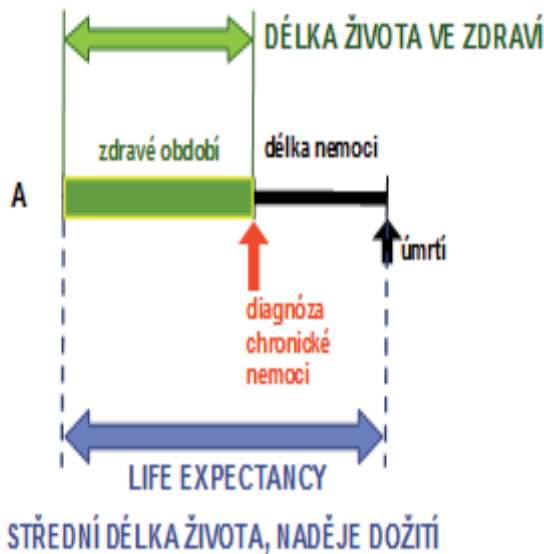 DÉLKA ŽIVOTA VE ZDRAVÍ
zdravé období
délka nemoci
A
úmrtí
diagnóza
chronické
nemoci
LIFE EXPECTANCY
STŘEDNÍ DÉLKA ŽIVOTA, NADĚJE DOŽITÍ